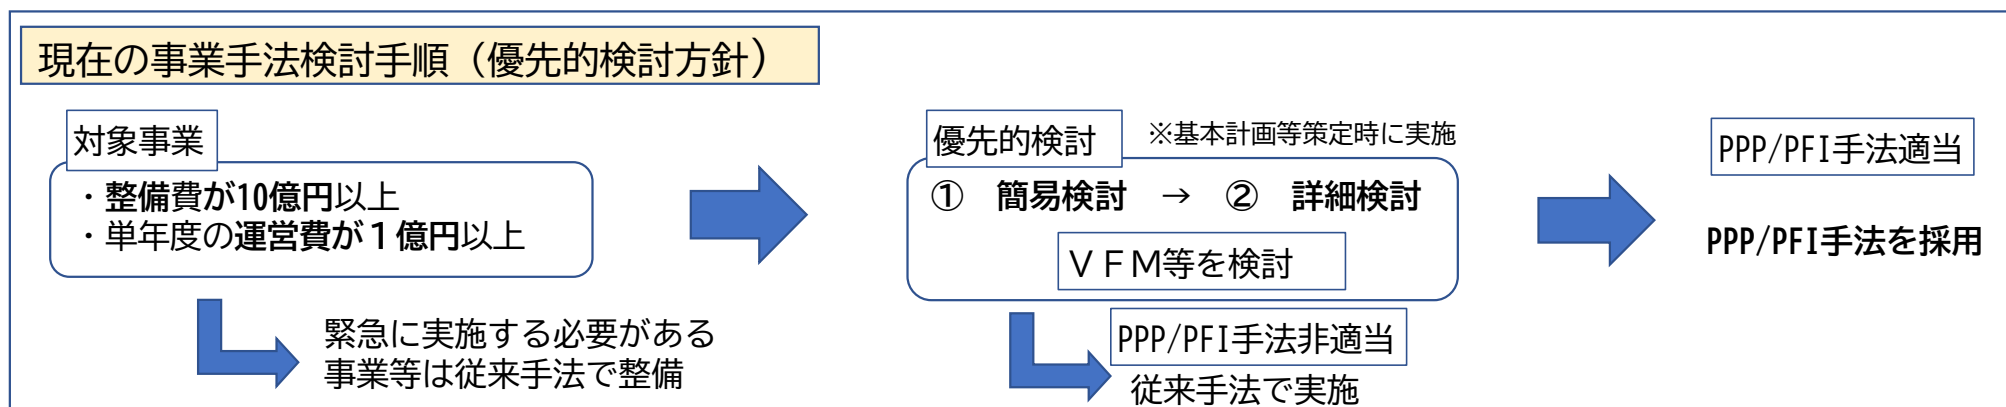 現在の事業手法検討手順（優先的検討方針）
対象事業
・整備費が10億円以上
・単年度の運営費が１億円以上
緊急に実施する必要がある
事業等は従来手法で整備
優先的検討 ※基本計画等策定時に実施
① 簡易検討 → ② 詳細検討
ＶＦＭ等を検討
PPP/PFI手法非適当
従来手法で実施
PPP/PFI手法適当
PPP/PFI手法を採用